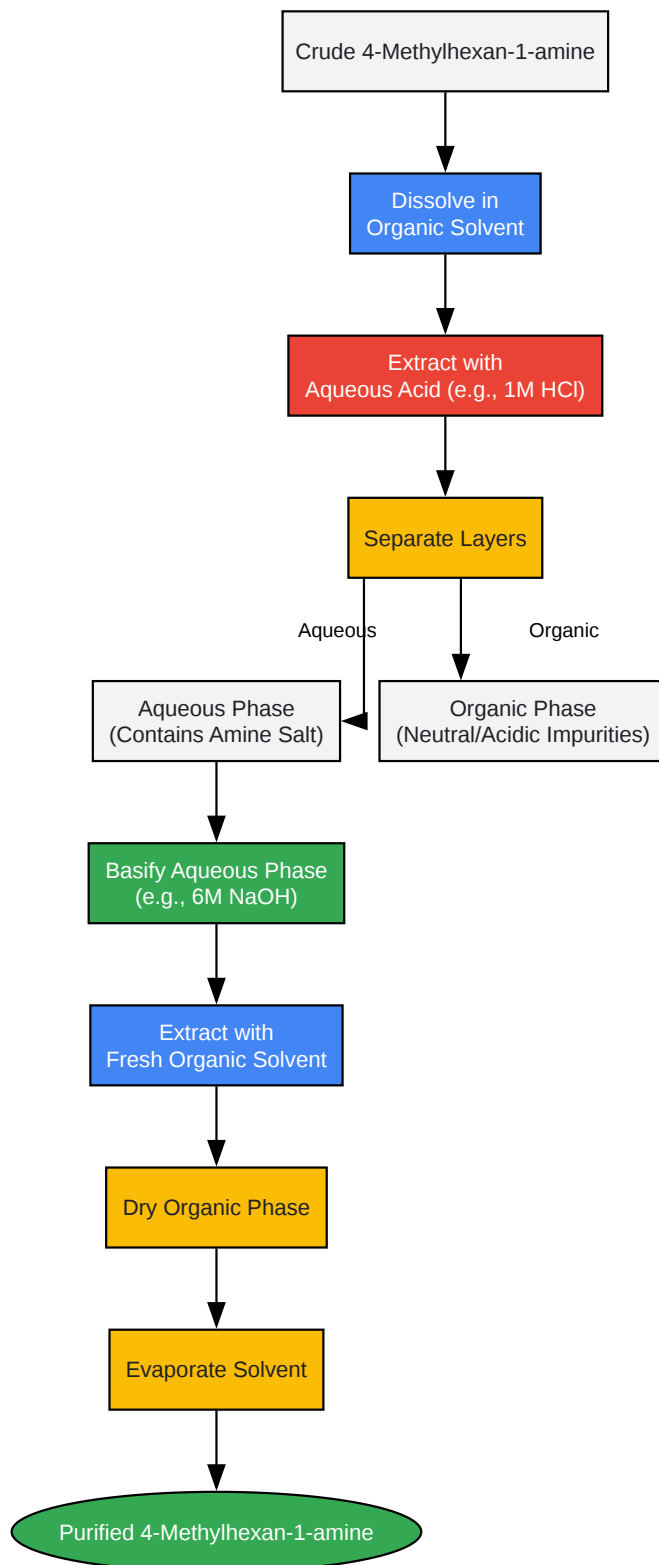 Crude 4-Methylhexan-1-amine
Dissolve in
Organic Solvent
Extract with
Aqueous Acid (e.g., 1M HCl)
Separate Layers
Aqueous
Organic
Aqueous Phase
(Contains Amine Salt)
Organic Phase
(Neutral/Acidic Impurities)
Basify Aqueous Phase
(e.g., 6M NaOH)
Extract with
Fresh Organic Solvent
Dry Organic Phase
Evaporate Solvent
Purified 4-Methylhexan-1-amine